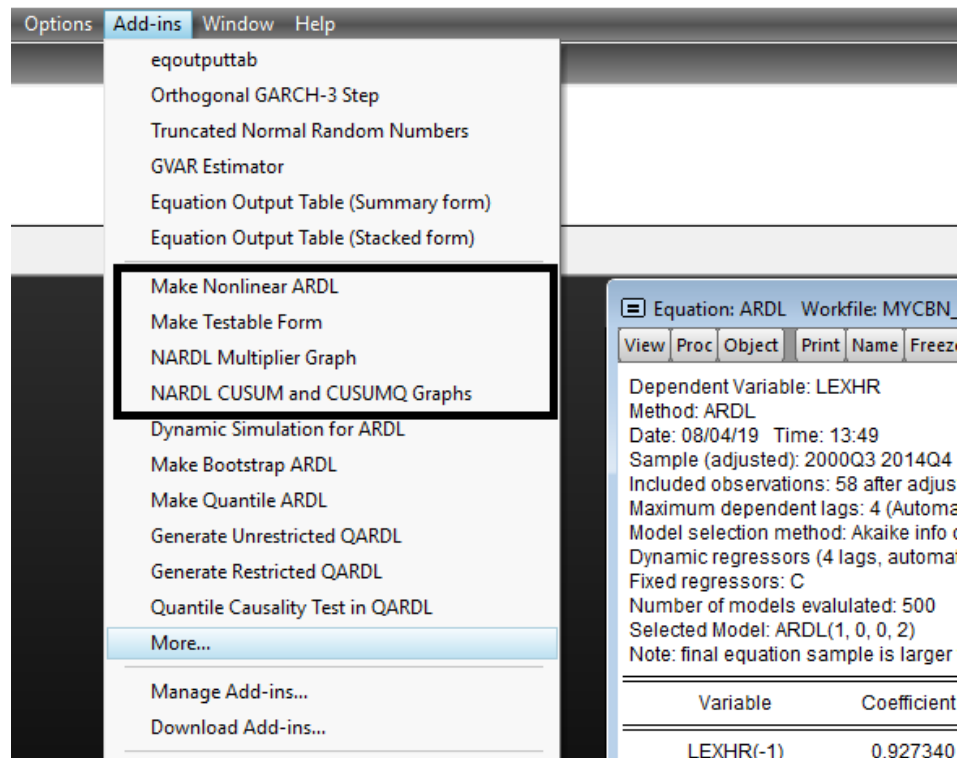 Options Add-ins Window Help
eqoutputtab
Orthogonal GARCH-3 Step
Truncated Normal Random Numbers
GVAR Estimator
Equation Output Table (Summary form)
Equation Output Table (Stacked form)
Make Nonlinear ARDL
Make Testable Form
NARDL Multiplier Graph
NARDL CUSUM and CUSUMQ Graphs
Dynamic Simulation for ARDL
Make Bootstrap ARDL
Make Quantile ARDL
Generate Unrestricted QARDL
Generate Restricted QARDL
Quantile Causality Test in QARDL
More...
Manage Add-ins...
Download Add-ins...
Equation: ARDL Workfile: MYCBN_
View Proc Object Print Name Freeze
Dependent Variable: LEXHR
Method: ARDL
Date: 08/04/19 Time: 13:49
Sample (adjusted): 2000Q3 2014Q4
Included observations: 58 after adjus
Maximum dependent lags: 4 (Automa
Model selection method: Akaike info
Dynamic regressors (4 lags, automat
Fixed regressors: C
Number of models evalulated: 500
Selected Model: ARDL(1, 0, 0, 2)
Note: final equation sample is larger
Variable Coefficient
LEXHR(-1) 0.927340